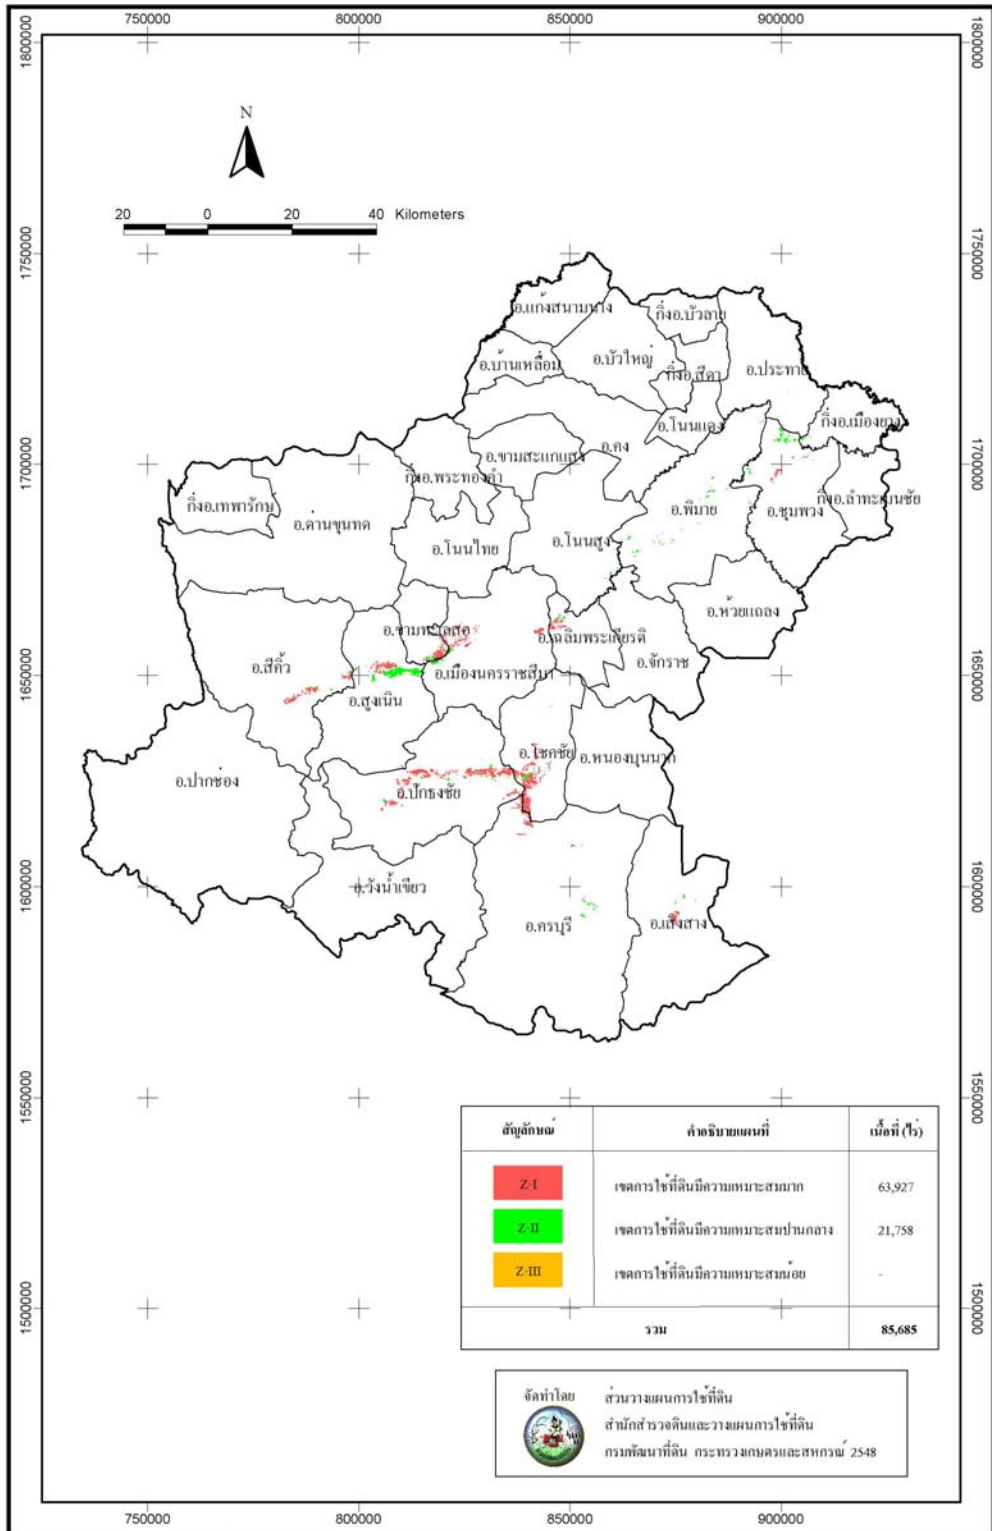 750000 800000 850000 900000
1800000 1800000
N
20 0 20 40 Kilometers
1750000 1750000
อ.แก้งสนามนาง
กิ่งอ.บัวลาย
อ.บ้านเหลื่อม อ.บัวใหญ่
กิ่งอ.สีดา อ.ประทาย
อ.โนนแดง กิ่งอ.เมืองยาง
อ.ขามสะแกแสง อ.คง
1700000 1700000
กิ่งอ.เทพารักษ์ กิ่งอ.พระทองคำ
อ.ด่านขุนทด อ.พิมาย อ.ชุมพวง กิ่งอ.ลำทะเมนชัย
อ.โนนไทย อ.โนนสูง
อ.ห้วยแถลง
อ.ขามทะเลสอ อ.เฉลิมพระเกียรติ
อ.จักราช
1650000 1650000
อ.สีคิ้ว อ.เมืองนครราชสีมา
อ.สูงเนิน
อ.โชคชัย อ.หนองบุนนาก
อ.ปากช่อง อ.ปักธงชัย
1600000 1600000
อ.วังน้ำเขียว
อ.ครบุรี อ.เสิงสาง
1550000 1550000
สัญลักษณ์ คำอธิบายแผนที่ เนื้อที่ (ไร่)
Z-I เขตการใช้ที่ดินมีความเหมาะสมมาก 63,927
Z-II เขตการใช้ที่ดินมีความเหมาะสมปานกลาง 21,758
Z-III เขตการใช้ที่ดินมีความเหมาะสมน้อย -
1500000 1500000
รวม 85,685
จัดทำโดย ส่วนวางแผนการใช้ที่ดิน
สำนักสำรวจดินและวางแผนการใช้ที่ดิน
กรมพัฒนาที่ดิน กระทรวงเกษตรและสหกรณ์ 2548
750000 800000 850000 900000